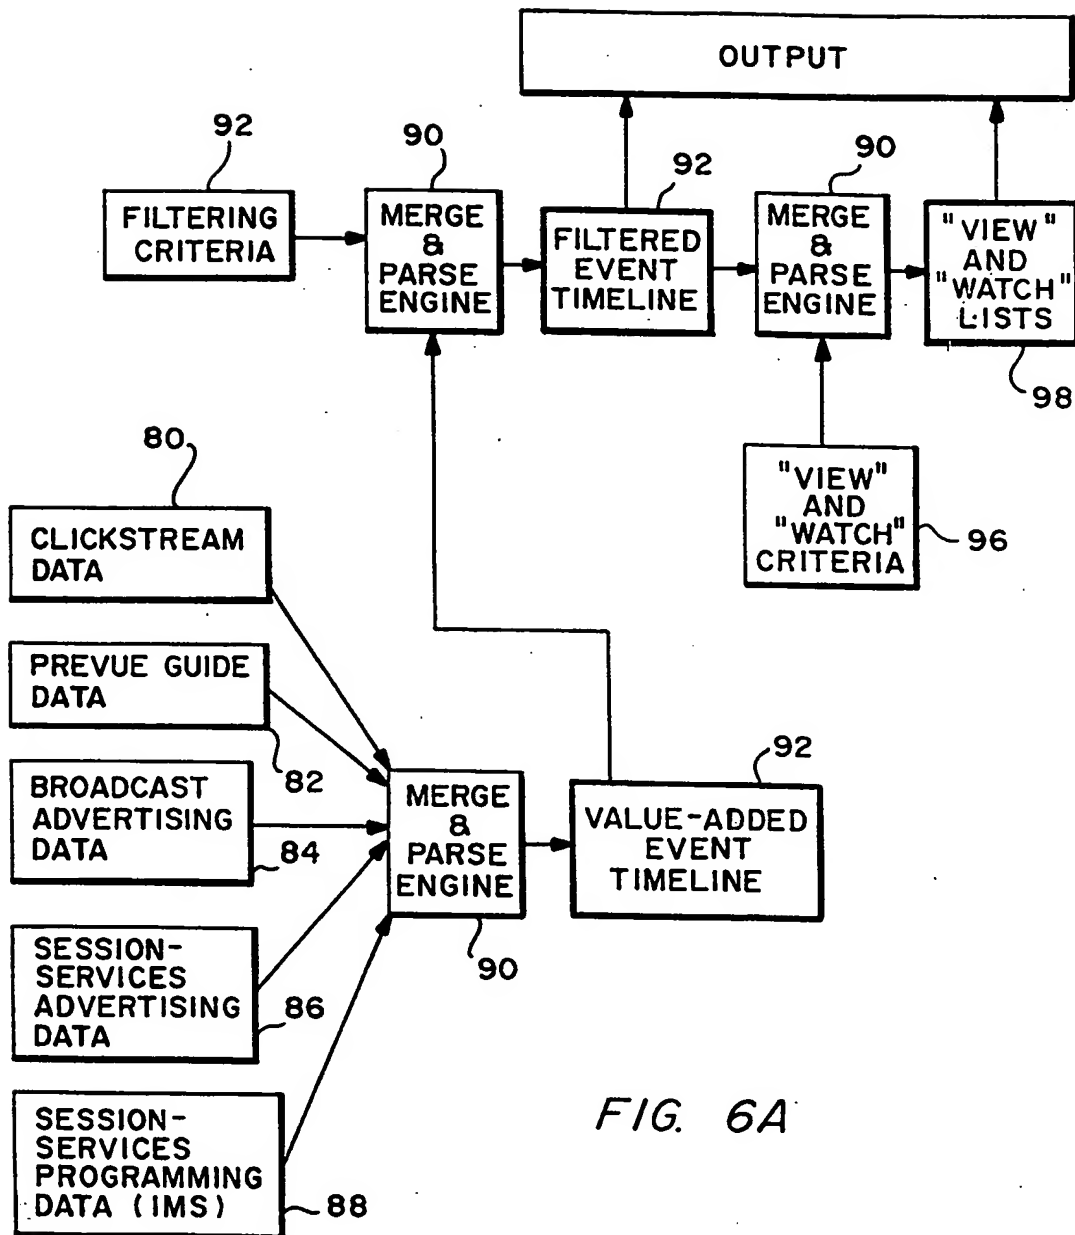 OUTPUT
92
90
92
90
FILTERING
CRITERIA
MERGE
&
PARSE
ENGINE
FILTERED
EVENT
TIMELINE
MERGE
&
PARSE
ENGINE
"VIEW"
AND
"WATCH"
LISTS
98
"VIEW"
AND
"WATCH"
CRITERIA
96
80
CLICKSTREAM
DATA
PREVUE GUIDE
DATA
82
BROADCAST
ADVERTISING
DATA
84
SESSION-
SERVICES
ADVERTISING
DATA
86
SESSION-
SERVICES
PROGRAMMING
DATA (IMS)
88
MERGE
&
PARSE
ENGINE
90
92
VALUE-ADDED
EVENT
TIMELINE
FIG. 6A